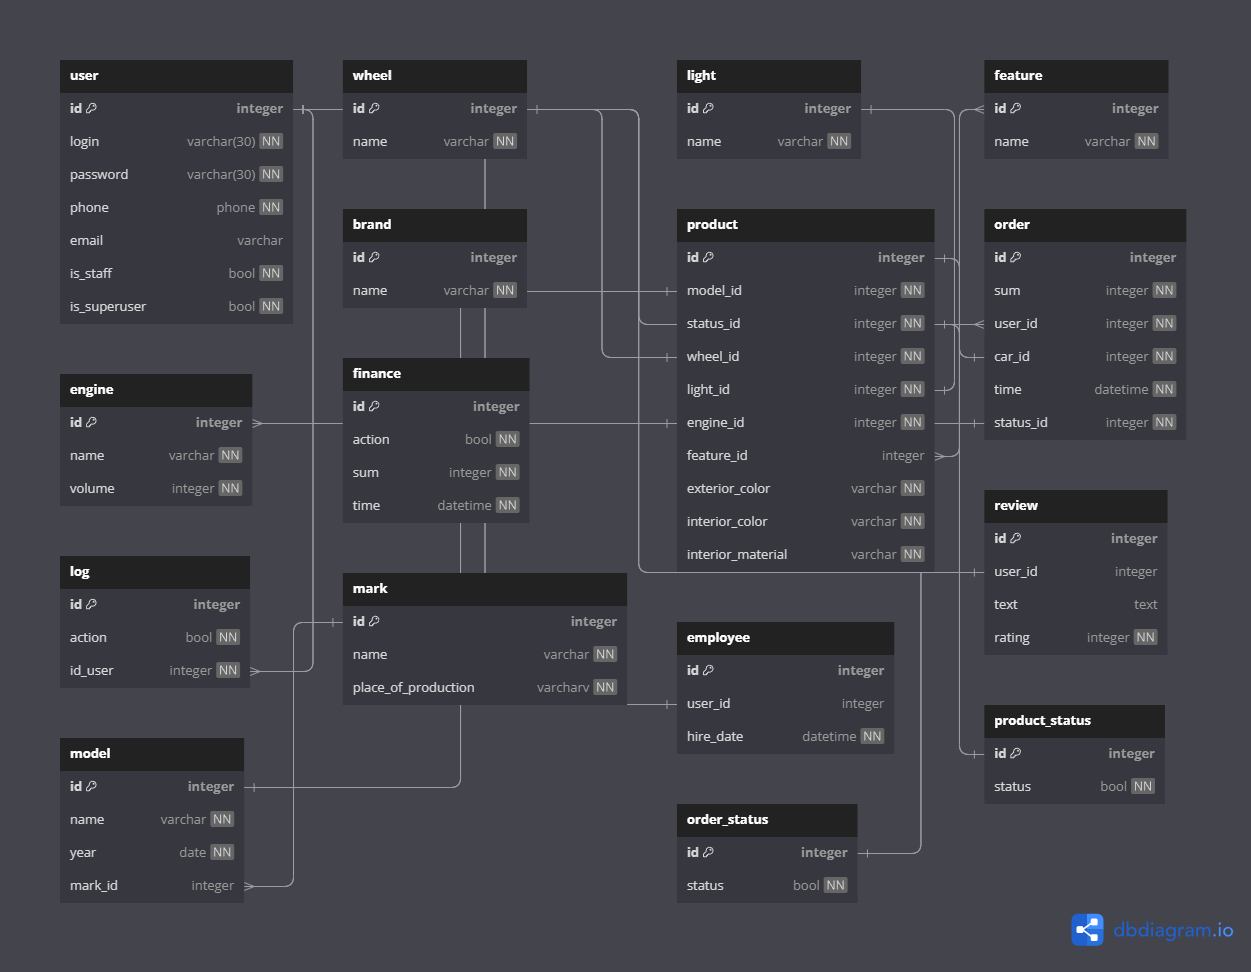 user
id integer
login varchar(30) NN
password varchar(30) NN
phone phone NN
email varchar
is_staff bool NN
is_superuser bool NN
wheel
id integer
name varchar NN
light
id integer
name varchar NN
feature
id integer
name varchar NN
brand
id integer
name varchar NN
product
id integer
model_id integer NN
status_id integer NN
wheel_id integer NN
light_id integer NN
engine_id integer NN
feature_id integer
exterior_color varchar NN
interior_color varchar NN
interior_material varchar NN
order
id integer
sum integer NN
user_id integer NN
car_id integer NN
time datetime NN
status_id integer NN
engine
id integer
name varchar NN
volume integer NN
finance
id integer
action bool NN
sum integer NN
time datetime NN
review
id integer
user_id integer
text text
rating integer NN
log
id integer
action bool NN
id_user integer NN
mark
id integer
name varchar NN
place_of_production varcharv NN
employee
id integer
user_id integer
hire_date datetime NN
product_status
id integer
status bool NN
model
id integer
name varchar NN
year date NN
mark_id integer
order_status
id integer
status bool NN
dbdiagram.io